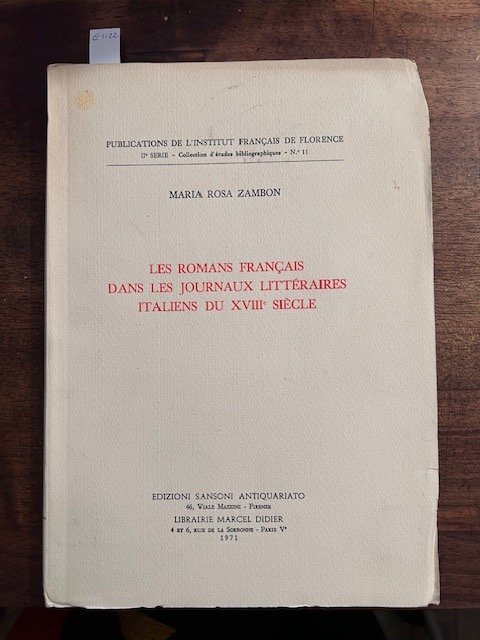 E-1122
PUBLICATIONS DE L'INSTITUT FRANÇAIS DE FLORENCE
IIe SERIE - Collection d'études bibliographiques - N.º 11
MARIA ROSA ZAMBON
LES ROMANS FRANÇAIS
DANS LES JOURNAUX LITTÉRAIRES
ITALIENS DU XVIIIe SIÈCLE
EDIZIONI SANSONI ANTIQUARIATO
46, Wiale Mazzini - Firenze
LIBRAIRIE MARCEL DIDIER
4 et 6, rue de la Sorbonne - Paris Ve
1971